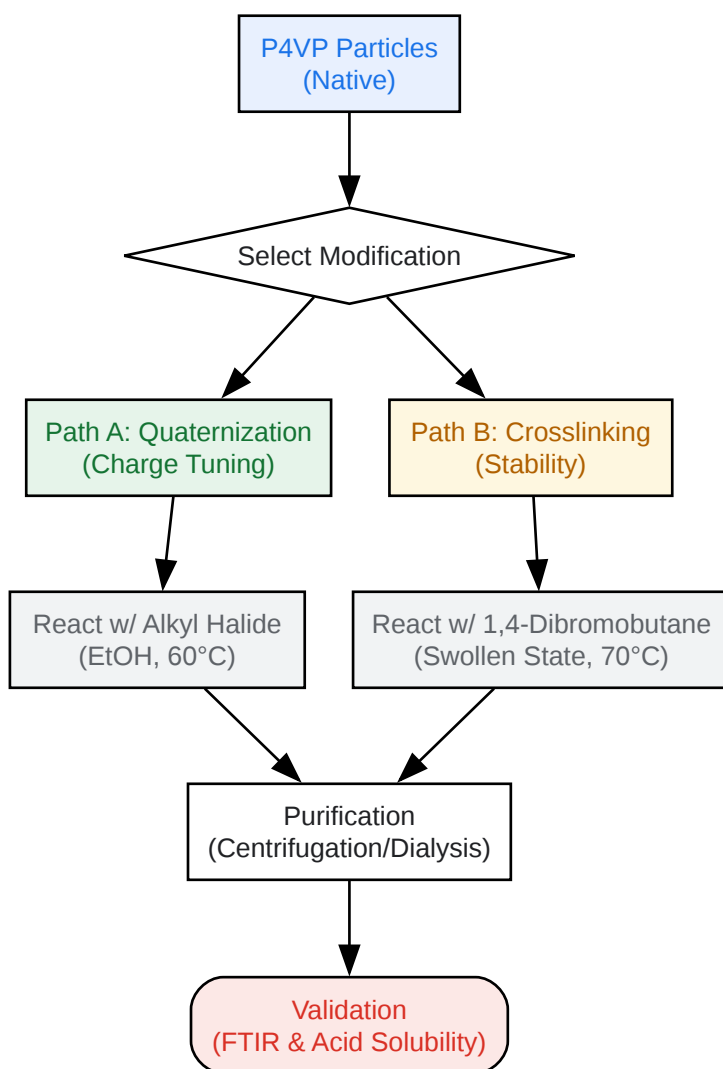 P4VP Particles
(Native)
Select Modification
Path A: Quaternization
(Charge Tuning)
Path B: Crosslinking
(Stability)
React w/ Alkyl Halide
(EtOH, 60°C)
React w/ 1,4-Dibromobutane
(Swollen State, 70°C)
Purification
(Centrifugation/Dialysis)
Validation
(FTIR & Acid Solubility)